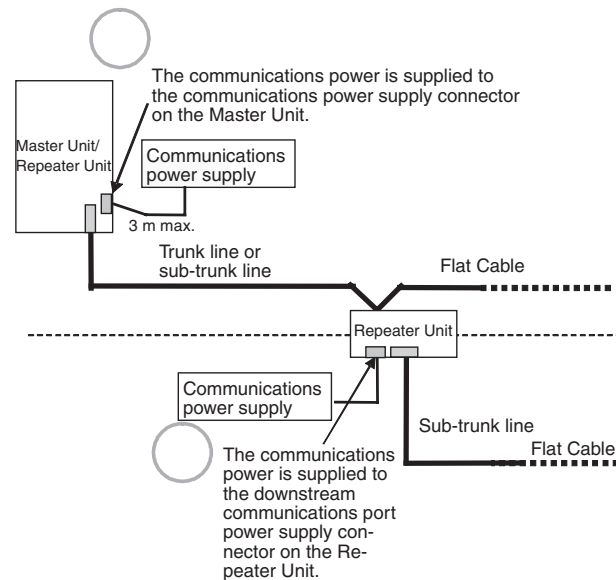 The communications power is supplied to
the communications power supply connector
on the Master Unit.
Master Unit/
Repeater Unit
Communications
power supply
3 m max.
Trunk line or
sub-trunk line
Flat Cable
Repeater Unit
Communications
power supply
Sub-trunk line
Flat Cable
The communications
power is supplied to
the downstream
communications port
power supply con-
nector on the Re-
peater Unit.